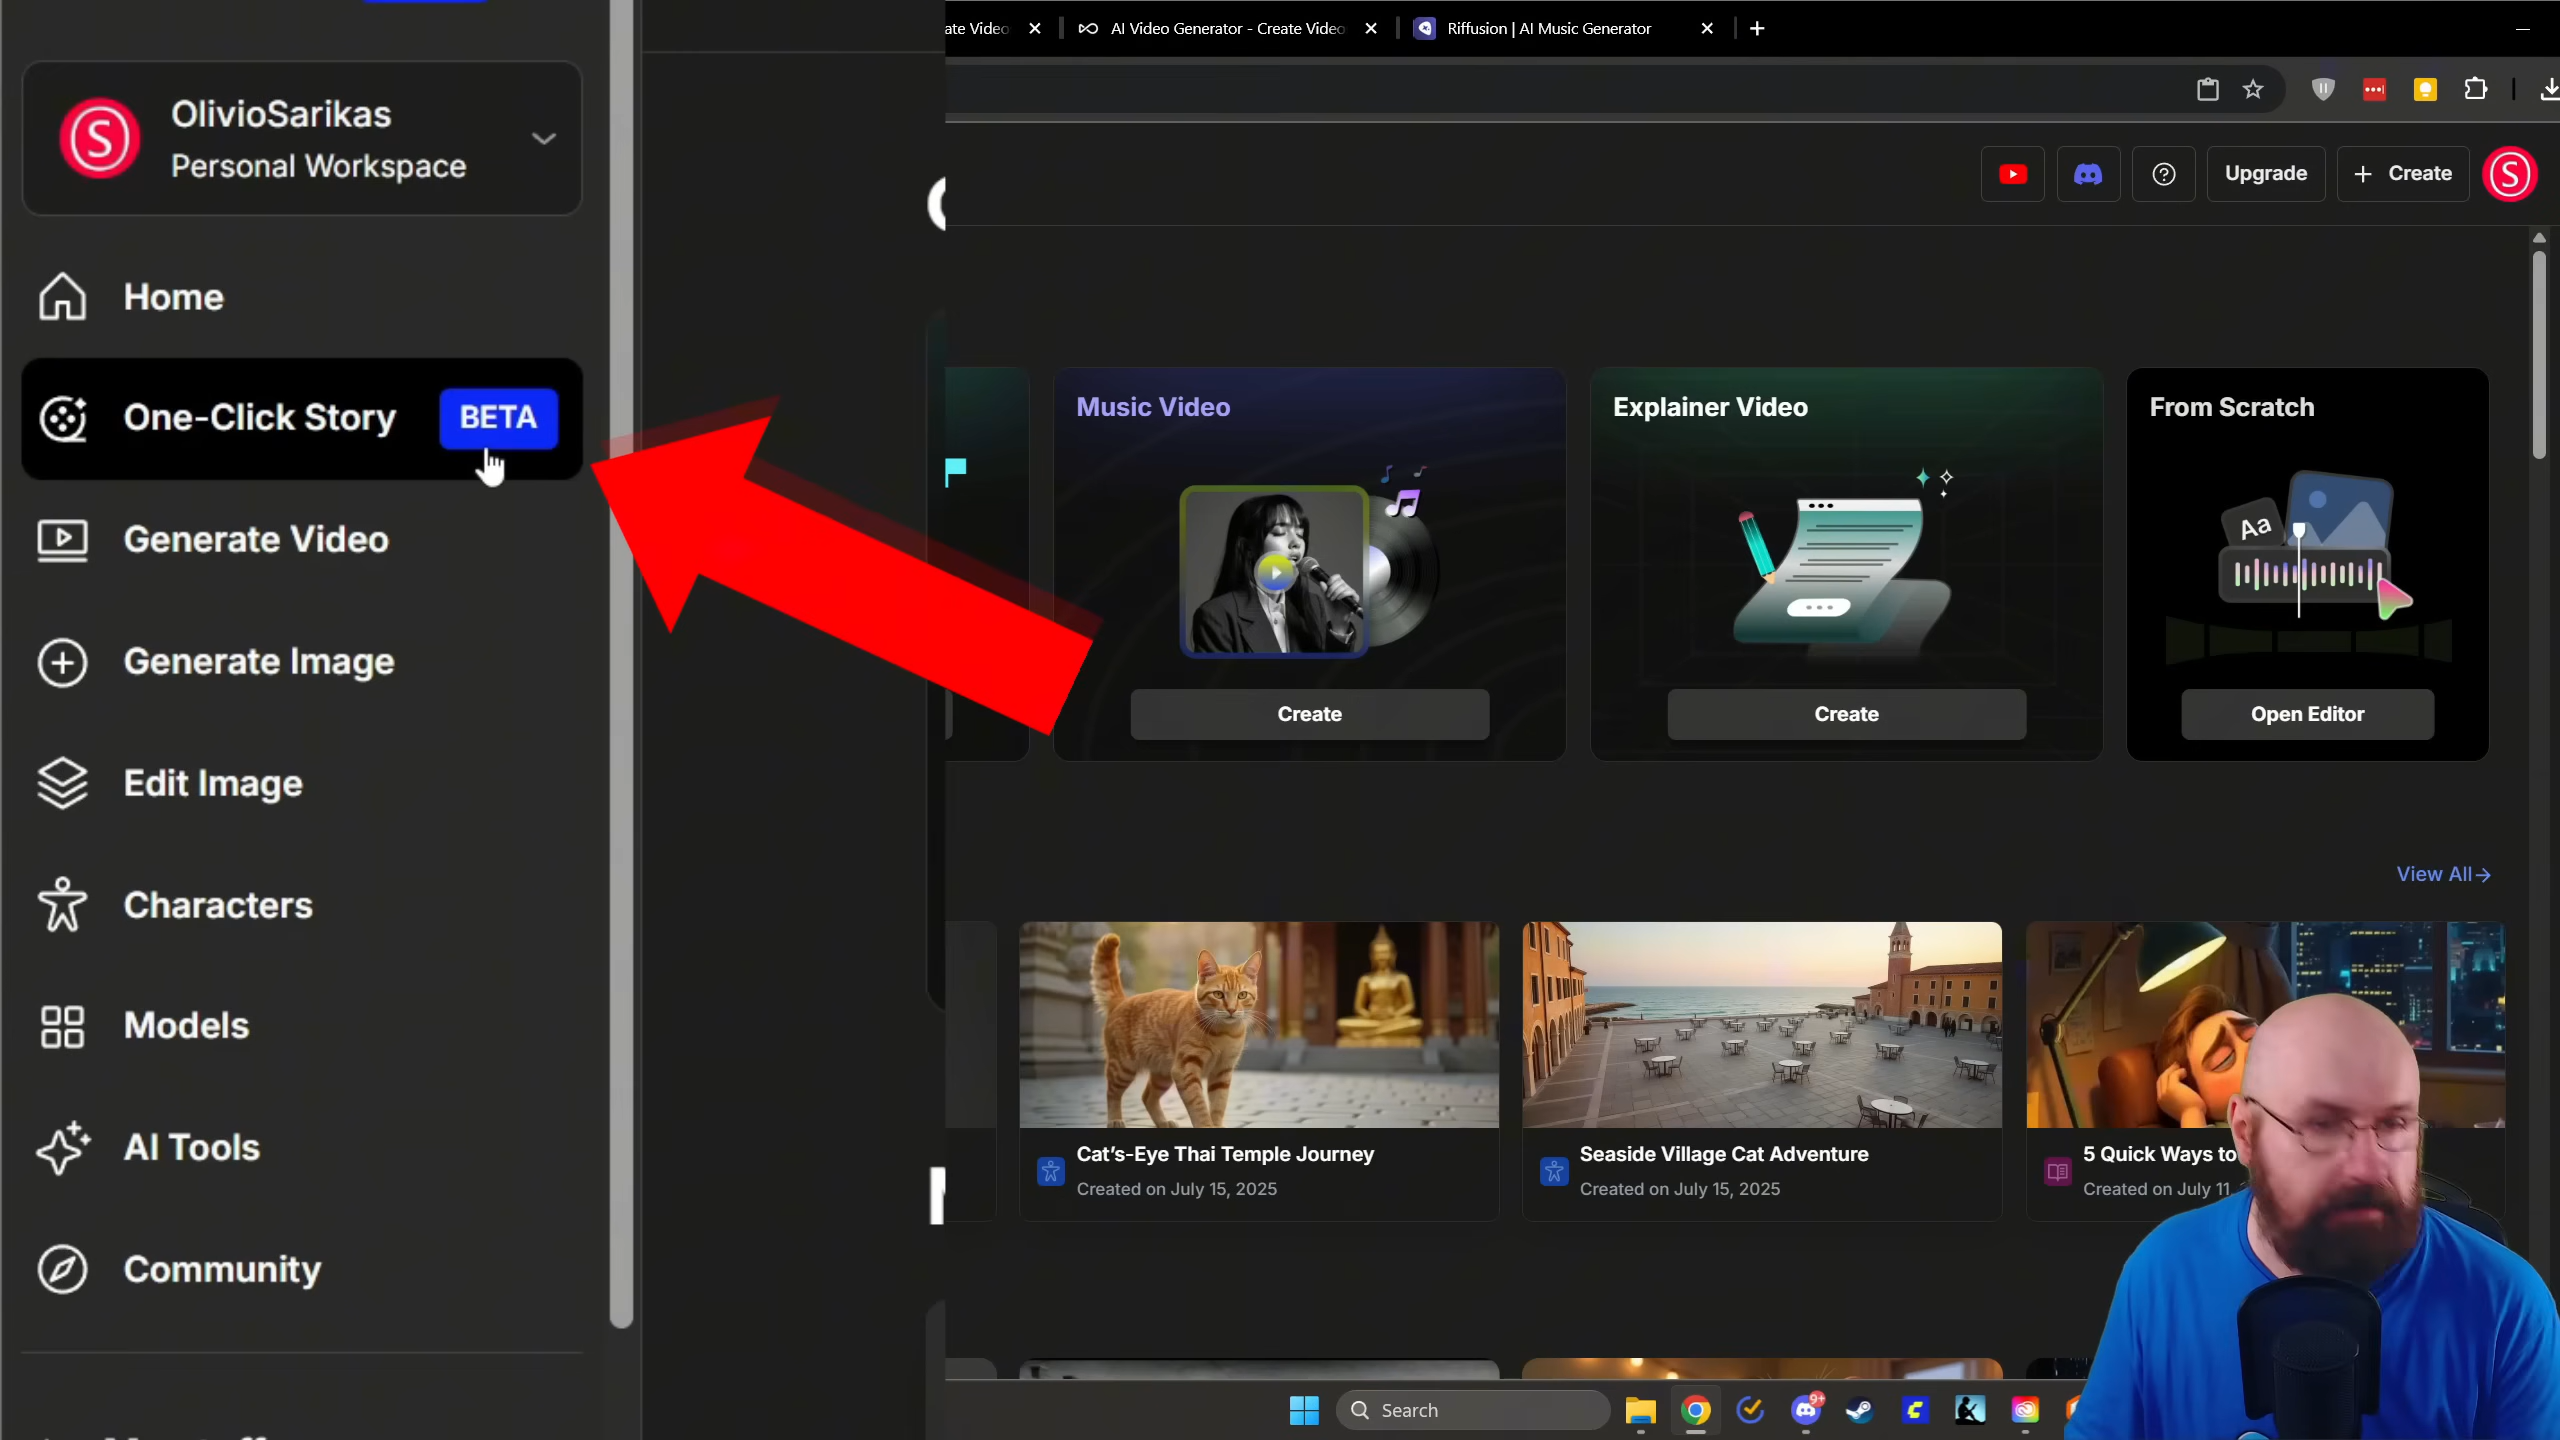 ate Video
AI Video Generator - Create Video
Riffusion | AI Music Generator
OlivioSarikas
Personal Workspace
Upgrade
+ Create
Home
One-Click Story BETA
Generate Video
Generate Image
Edit Image
Characters
Models
AI Tools
Community
Music Video
Create
Explainer Video
Create
From Scratch
Aa
Open Editor
View All
Cat's-Eye Thai Temple Journey
Created on July 15, 2025
Seaside Village Cat Adventure
Created on July 15, 2025
5 Quick Ways to
Created on July 11
Search
9+